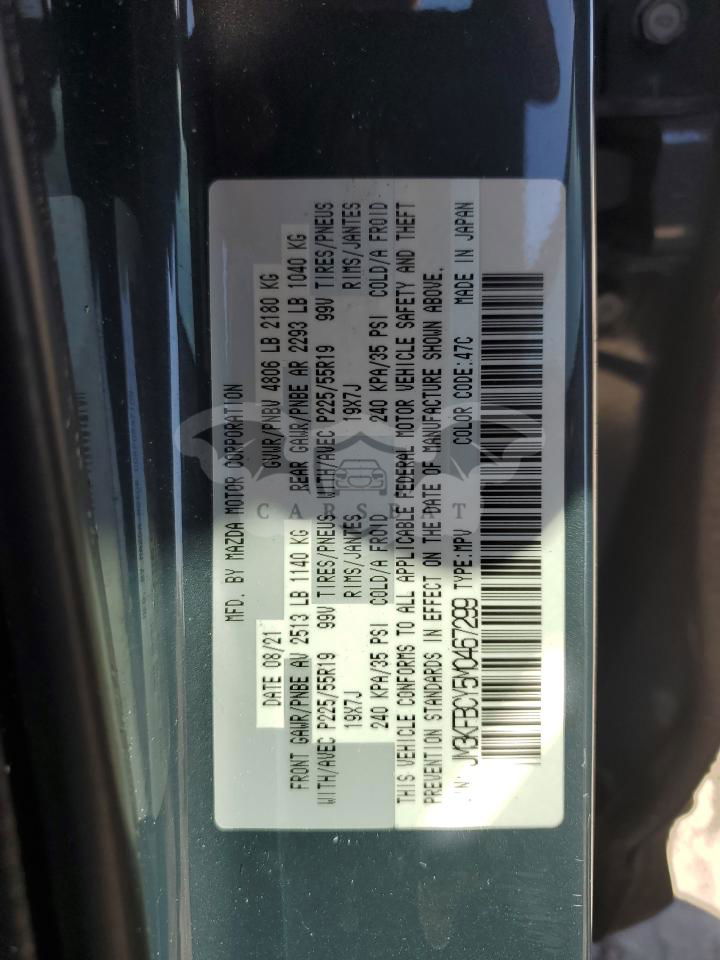 MFD. BY MAZDA MOTOR CORPORATION
DATE 08/21 GVWR/PNBV 4806 LB 2180 KG
FRONT GAWR/PNBE AV 2513 LB 1140 KG REAR GAWR/PNBE AR 2293 LB 1040 KG
WITH/AVEC P225/55R19 99V TIRES/PNEUS WITH/AVEC P225/55R19 99V TIRES/PNEUS
19X7J RIMS/JANTES 19X7J RIMS/JANTES
240 KPA/35 PSI COLD/A FROID 240 KPA/35 PSI COLD/A FROID
THIS VEHICLE CONFORMS TO ALL APPLICABLE FEDERAL MOTOR VEHICLE SAFETY AND THEFT
PREVENTION STANDARDS IN EFFECT ON THE DATE OF MANUFACTURE SHOWN ABOVE.
JM3KFBCY5M0467299 TYPE:MPV COLOR CODE:47C MADE IN JAPAN
CARSBAT